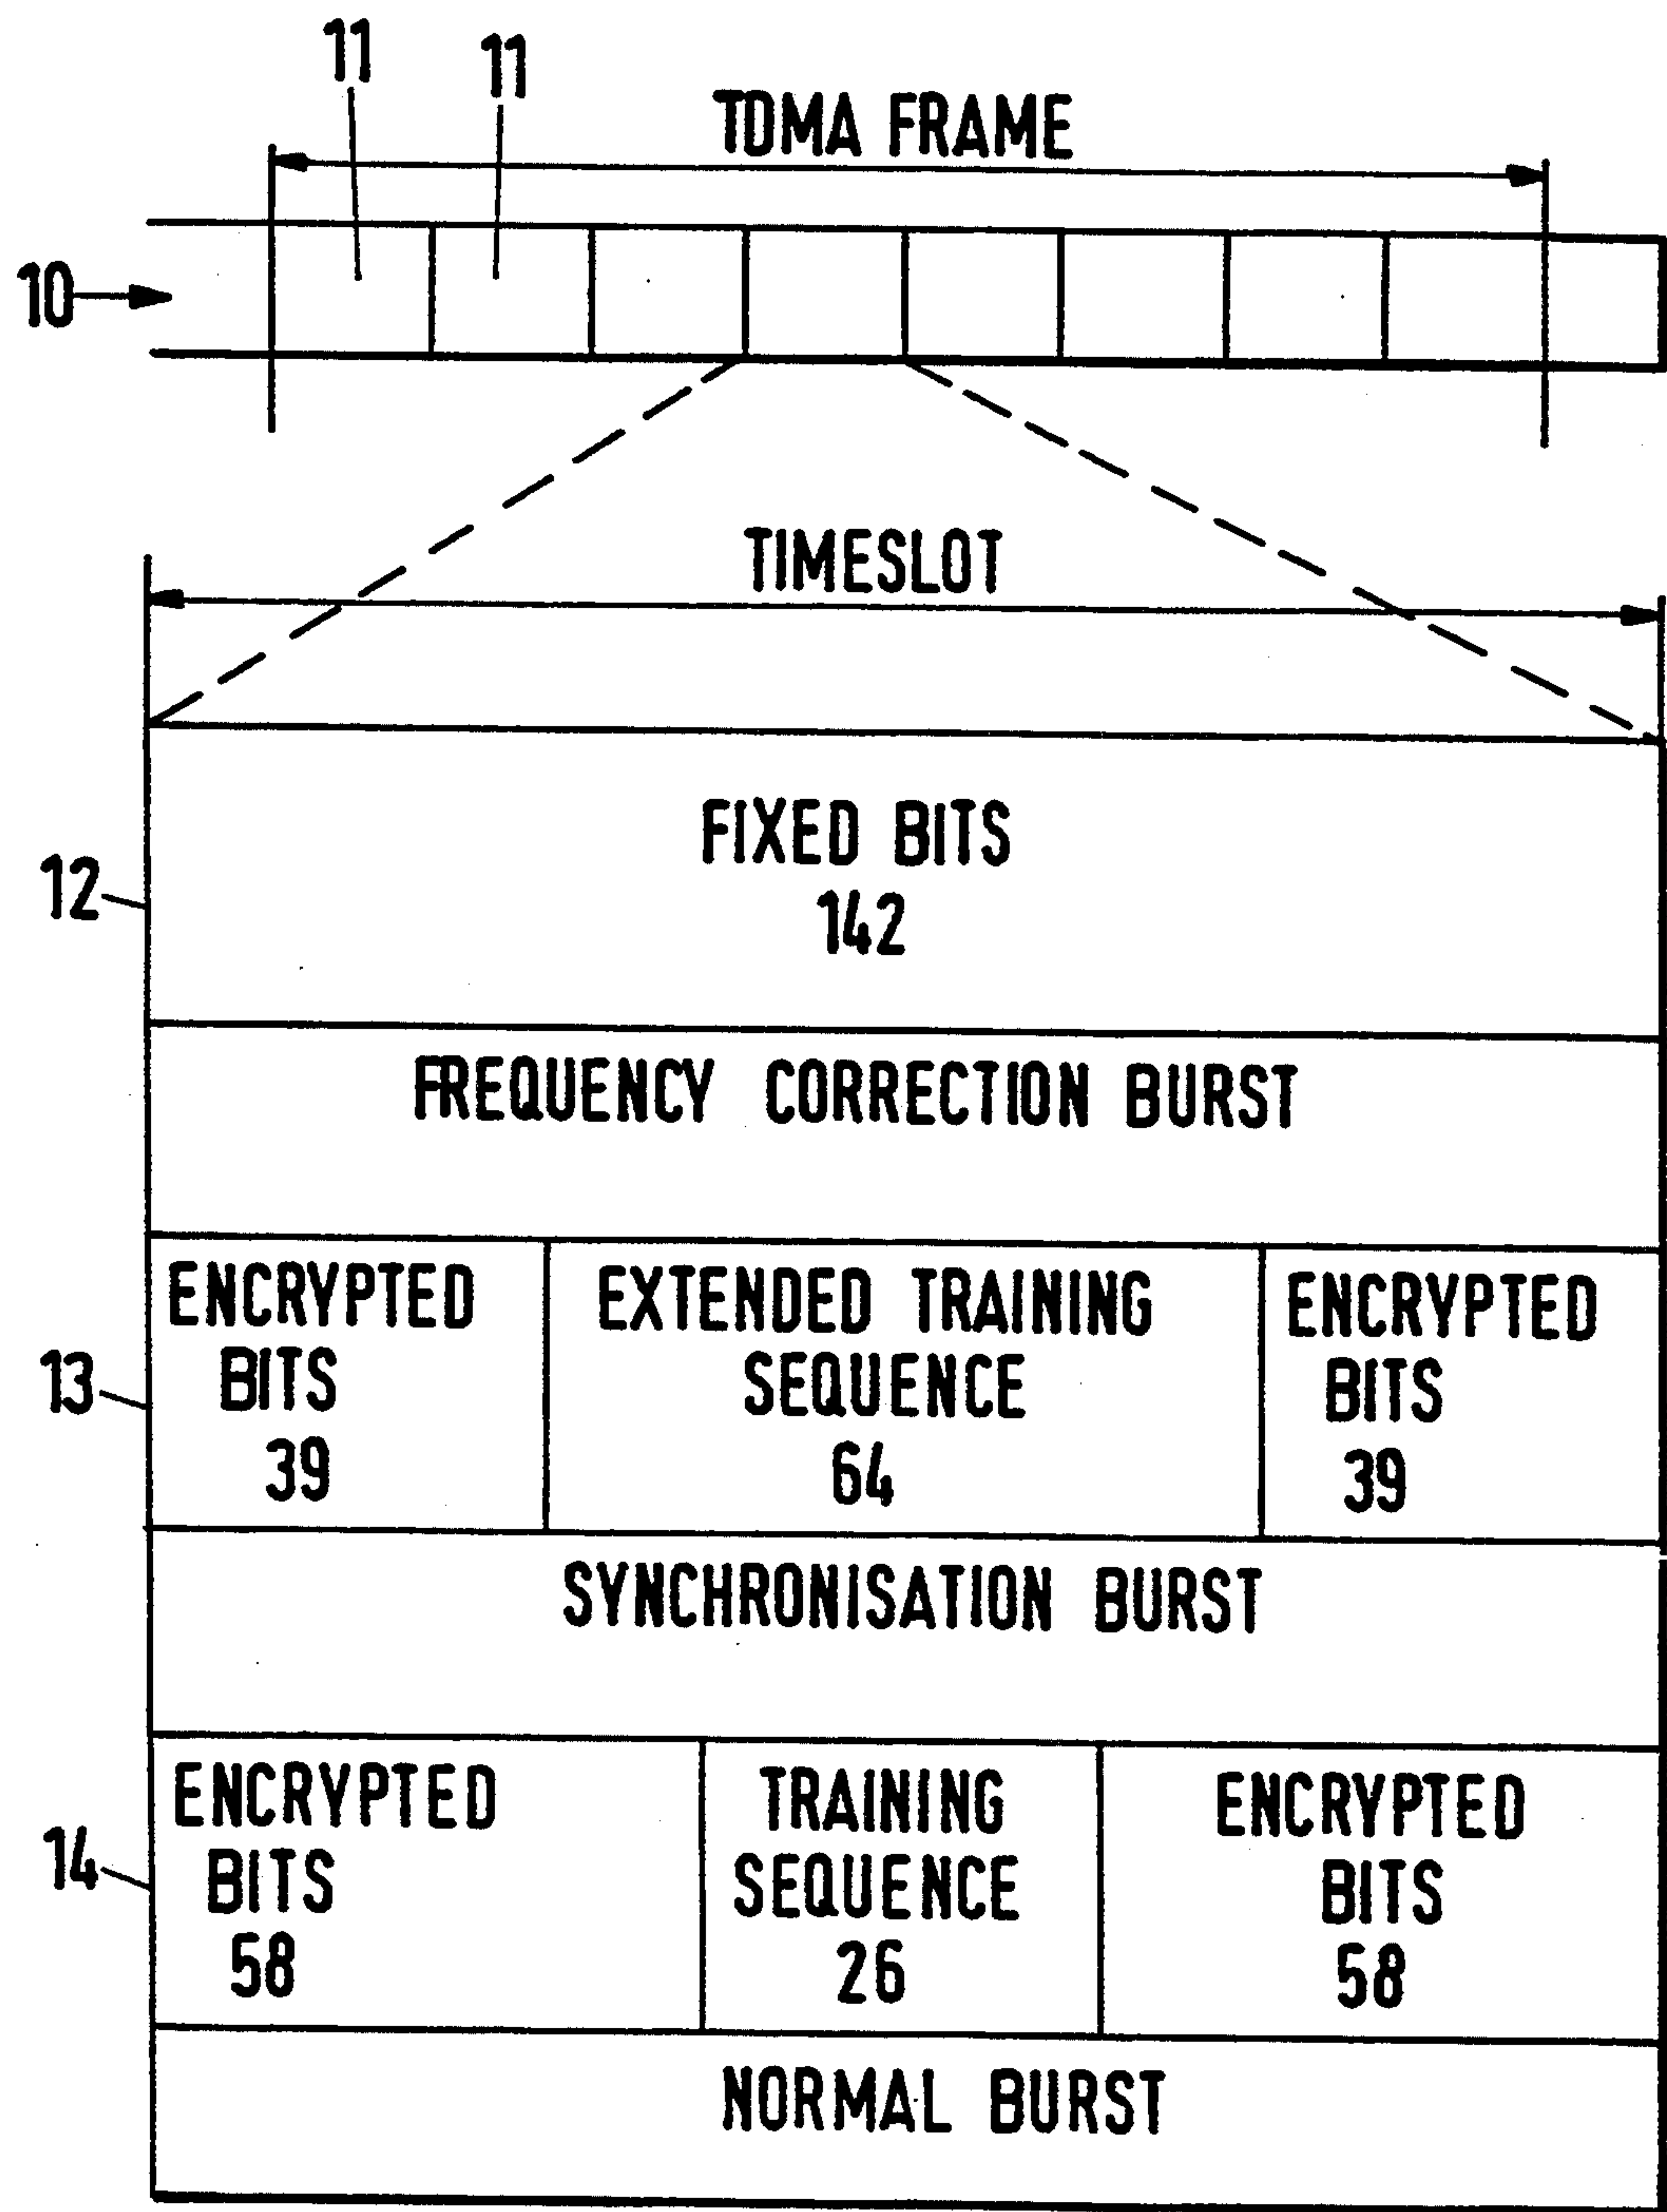 11
11
TDMA FRAME
10
TIMESLOT
12
FIXED BITS
142
FREQUENCY CORRECTION BURST
13
ENCRYPTED
BITS
39
EXTENDED TRAINING
SEQUENCE
64
ENCRYPTED
BITS
39
SYNCHRONISATION BURST
14
ENCRYPTED
BITS
58
TRAINING
SEQUENCE
26
ENCRYPTED
BITS
58
NORMAL BURST